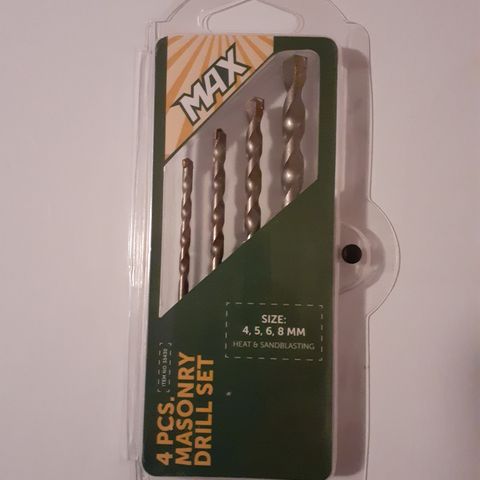 MAX
SIZE:
4, 5, 6, 8 MM
HEAT & SANDBLASTING
4 PCS.
MASONRY
DRILL SET